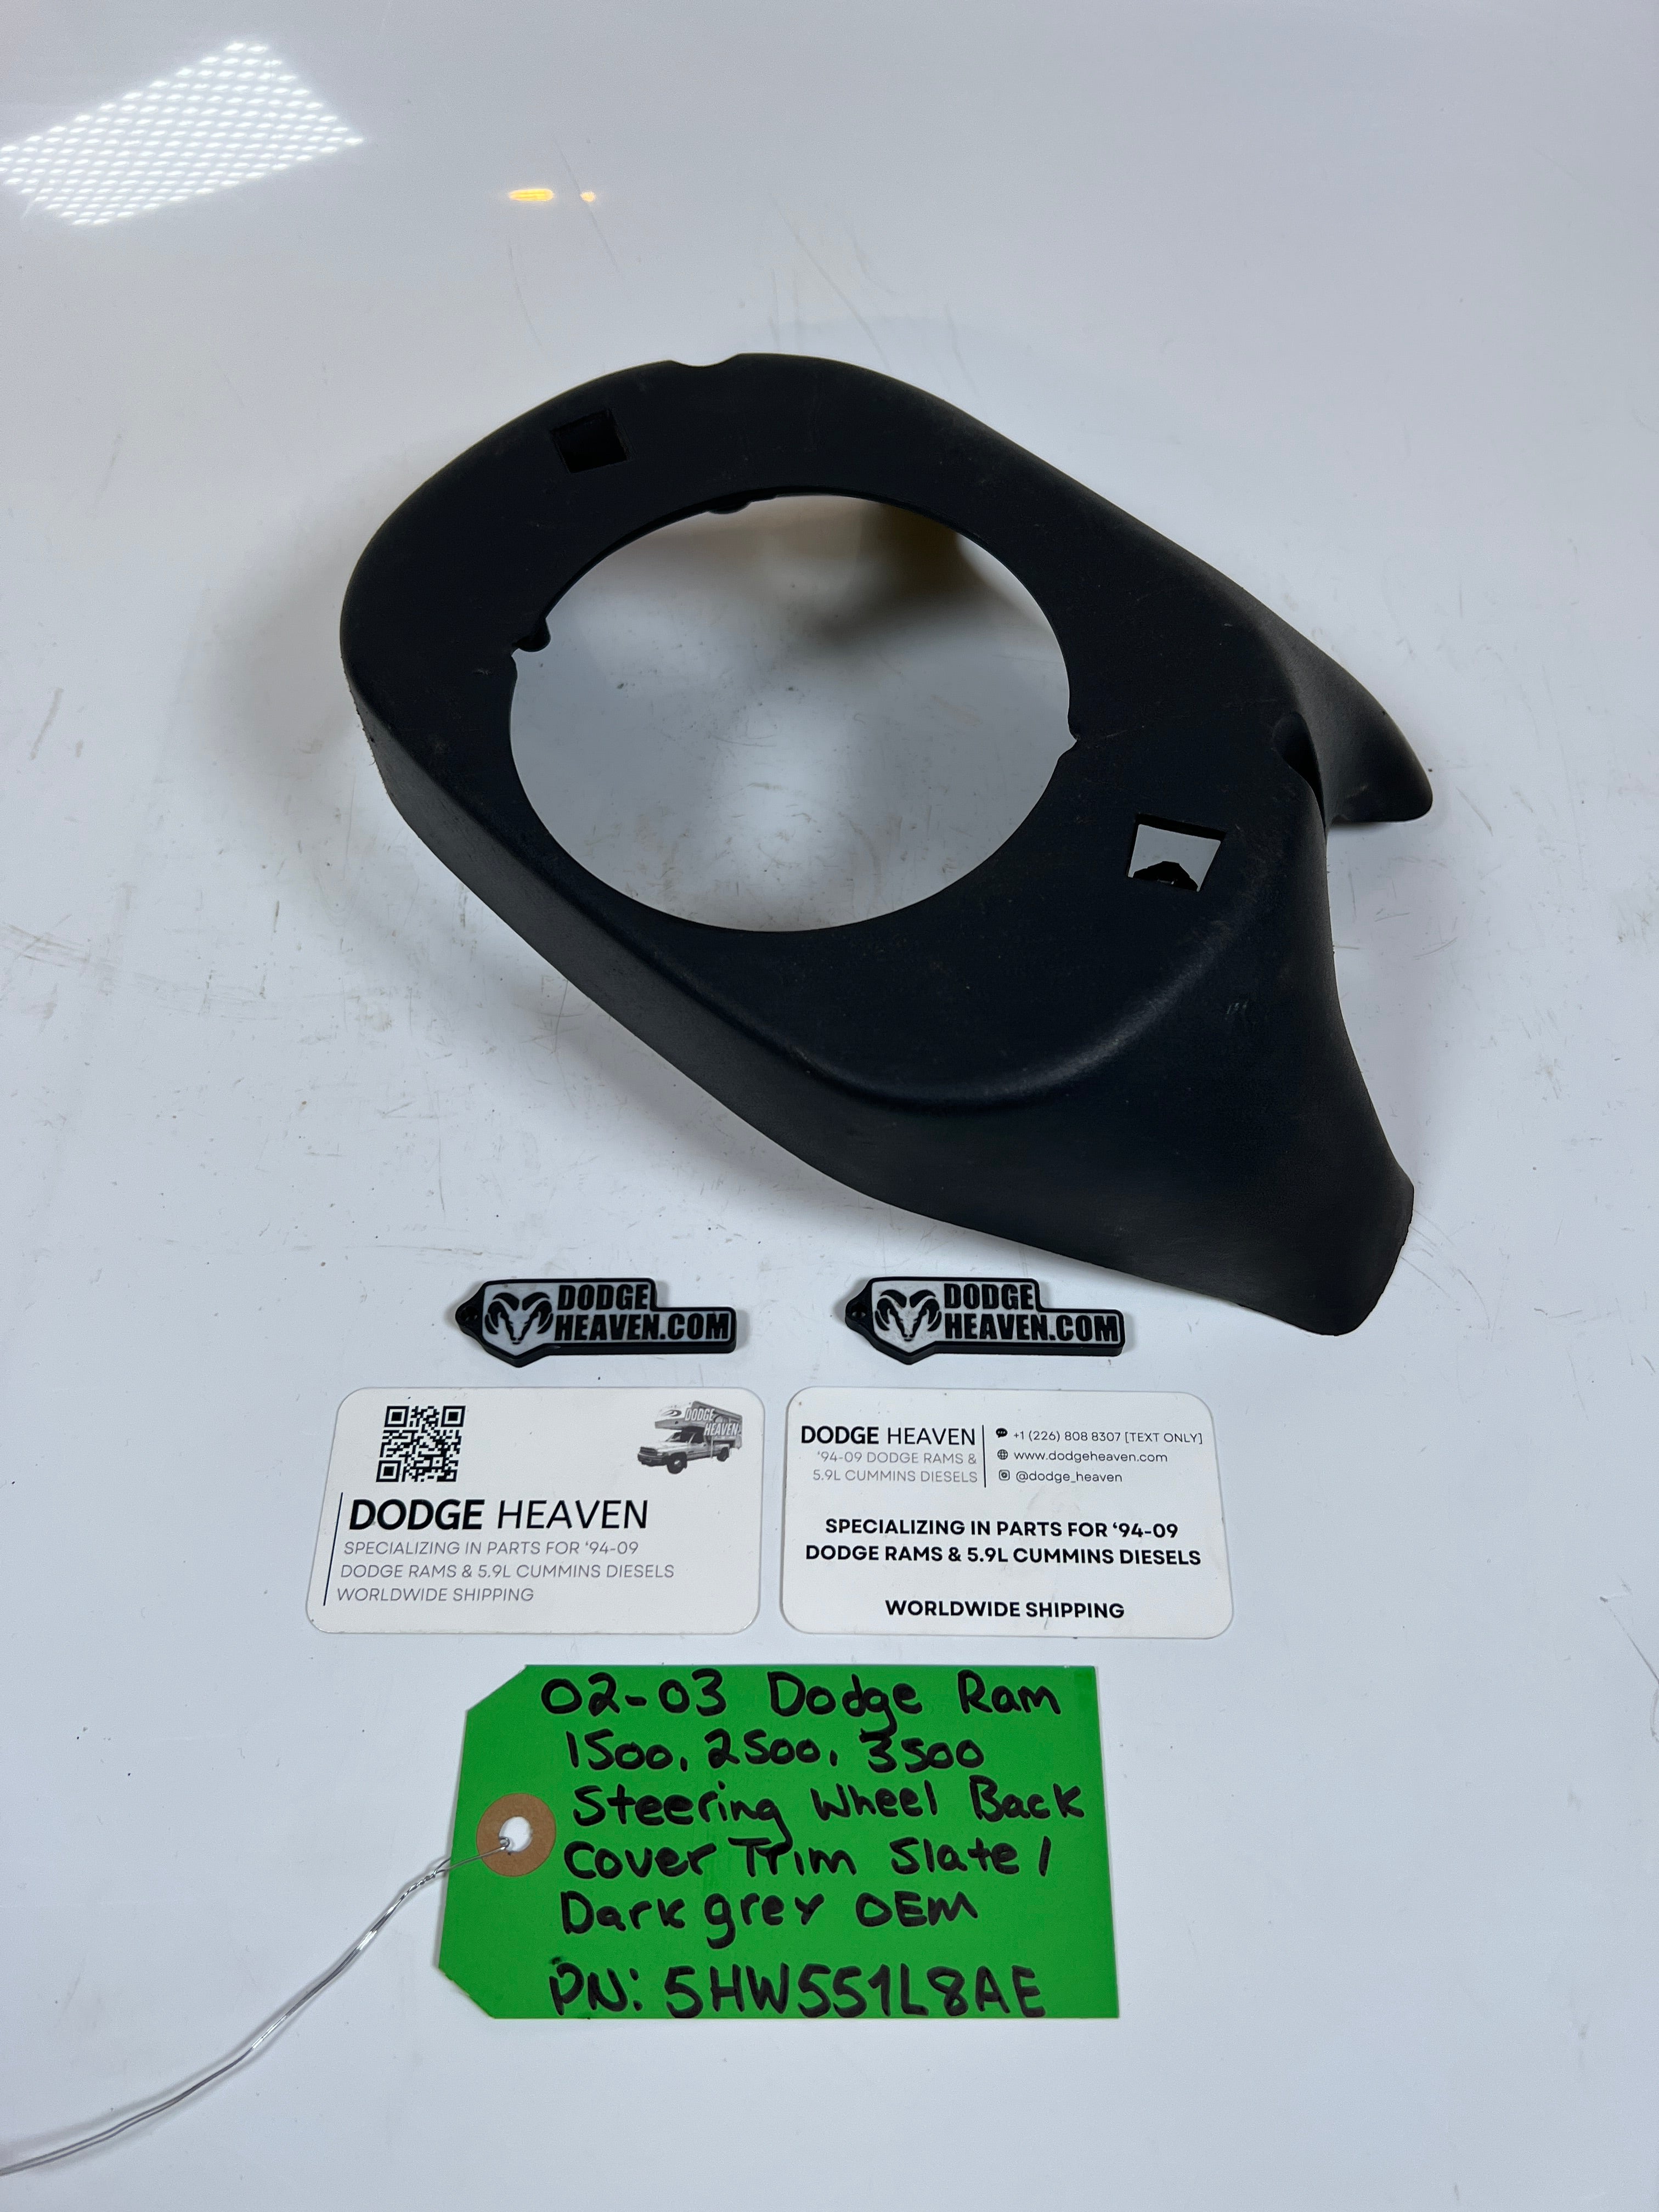 DODGE
HEAVEN.COM
DODGE
HEAVEN.COM
DODGE
HEAVEN
DODGE HEAVEN
SPECIALIZING IN PARTS FOR '94-09
DODGE RAMS & 5.9L CUMMINS DIESELS
WORLDWIDE SHIPPING
DODGE HEAVEN
'94-09 DODGE RAMS &
5.9L CUMMINS DIESELS
+1 (226) 808 8307 [TEXT ONLY]
www.dodgeheaven.com
@dodge_heaven
SPECIALIZING IN PARTS FOR '94-09
DODGE RAMS & 5.9L CUMMINS DIESELS
WORLDWIDE SHIPPING
02-03 Dodge Ram
1500, 2500, 3500
Steering Wheel Back
Cover Trim Slate /
Dark grey OEM
PN: 5HW551L8AE